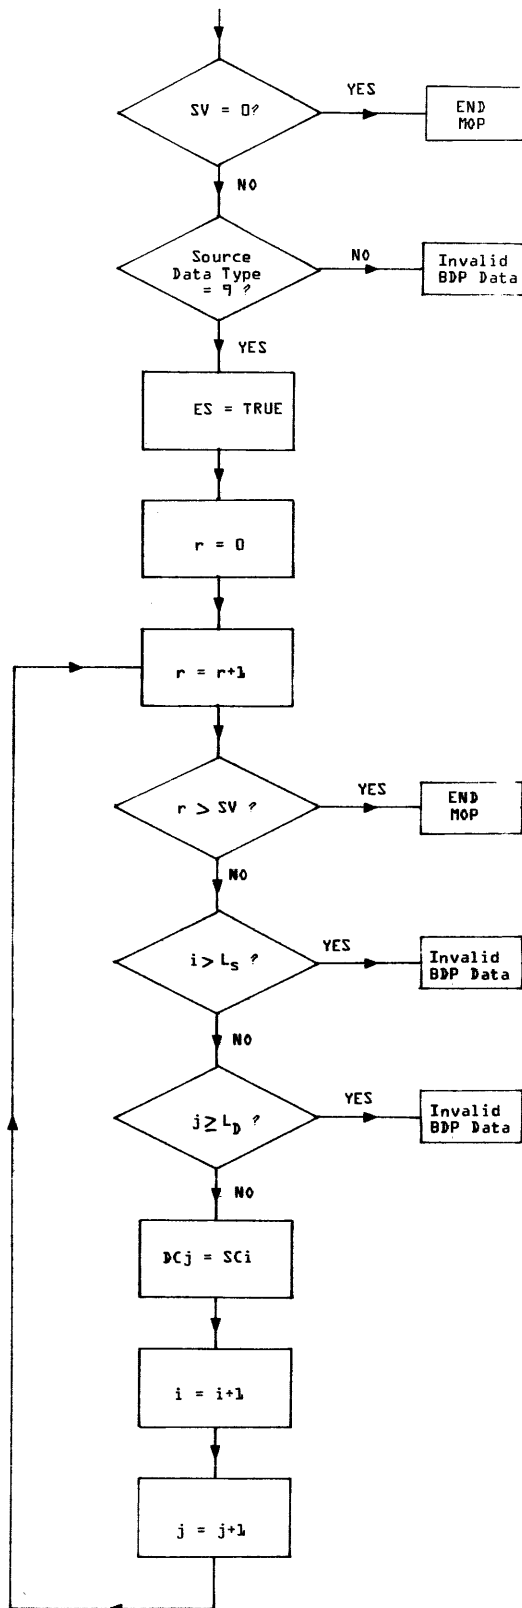 SV = 0?
YES
END
MOP
NO
Source
Data Type
= 9 ?
NO
Invalid
BDP Data
YES
ES = TRUE
r = 0
r = r+1
r > SV ?
YES
END
MOP
NO
i > LS ?
YES
Invalid
BDP Data
NO
j ≥ LD ?
YES
Invalid
BDP Data
NO
DCj = SCi
i = i+1
j = j+1